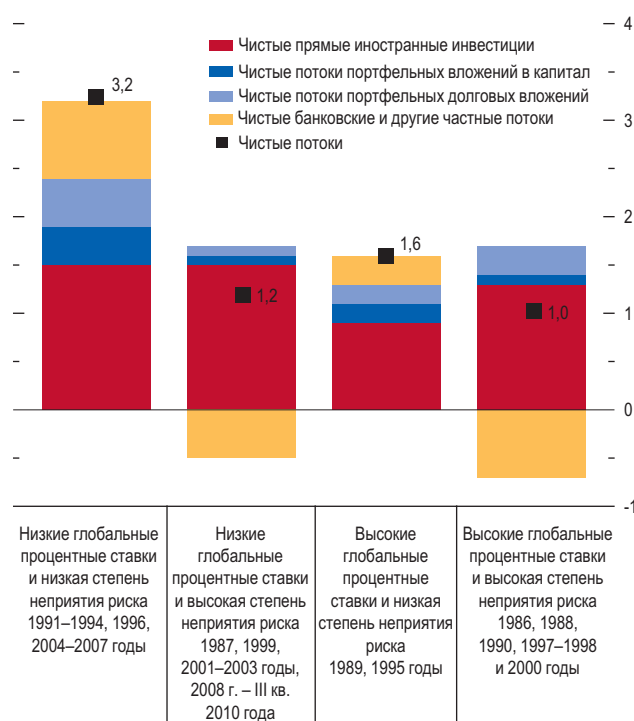 Чистые прямые иностранные инвестиции
Чистые потоки портфельных вложений в капитал
Чистые потоки портфельных долговых вложений
Чистые банковские и другие частные потоки
Чистые потоки
3,2
1,2
1,6
1,0
4
3
2
1
0
-1
Низкие глобальные
процентные ставки
и низкая степень
неприятия риска
1991–1994, 1996,
2004–2007 годы
Низкие
глобальные
процентные ставки
и высокая степень
неприятия риска
1987, 1999,
2001–2003 годы,
2008 г. – III кв.
2010 года
Высокие
глобальные
процентные
ставки и низкая
степень неприятия
риска
1989, 1995 годы
Высокие глобальные
процентные ставки
и высокая степень
неприятия риска
1986, 1988,
1990, 1997–1998
и 2000 годы